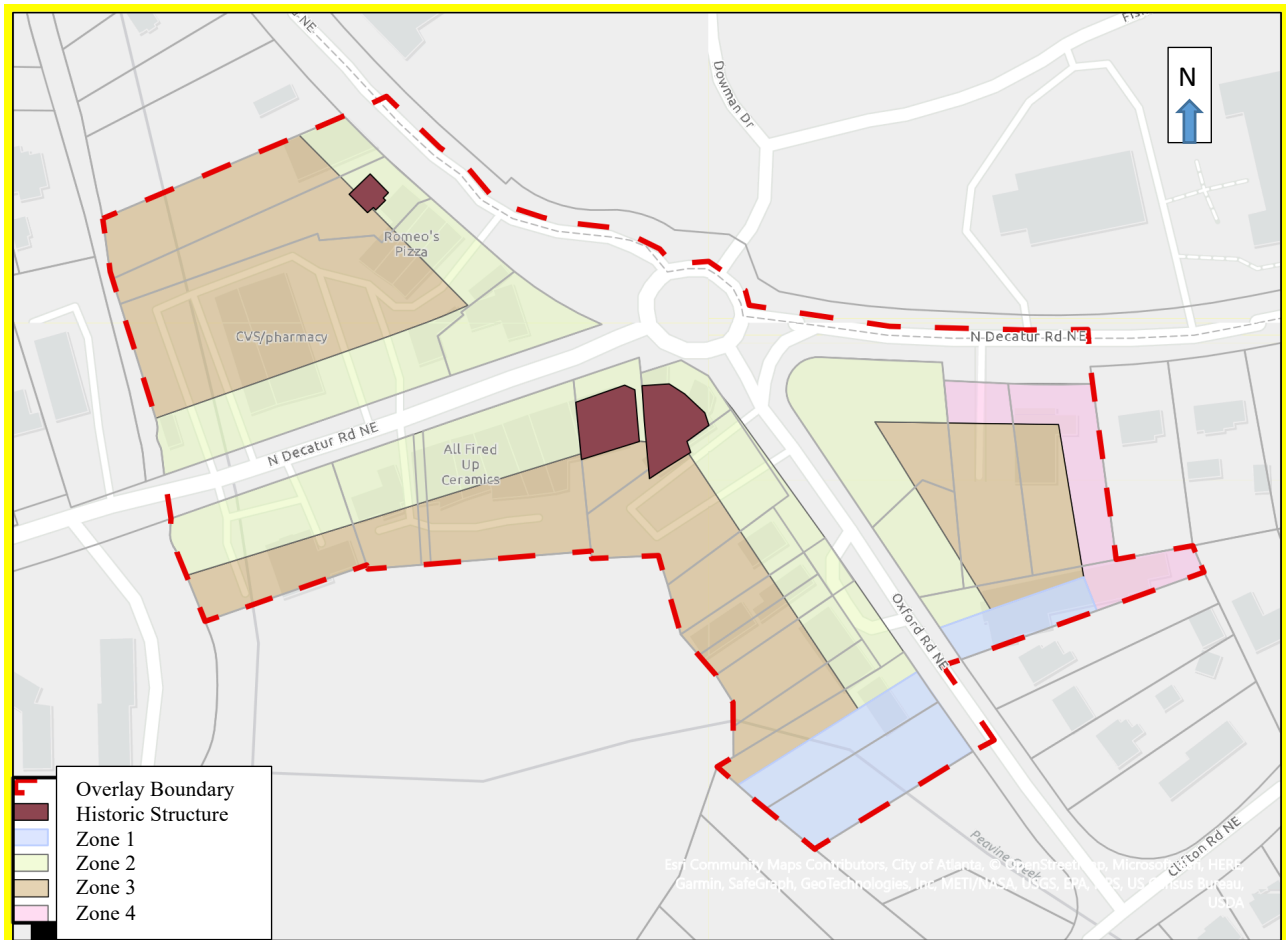 NE
Fis
N
Dowman Dr
Romeo's
Pizza
CVS/pharmacy
N Decatur Rd NE
N Decatur Rd NE
All Fired
Up
Ceramics
Oxford Rd NE
Overlay Boundary
Historic Structure
Zone 1
Zone 2
Zone 3
Zone 4
Peavine Creek
Clifton Rd NE
Esri Community Maps Contributors, City of Atlanta, © OpenStreetMap, Microsoft, Esri, HERE,
Garmin, SafeGraph, GeoTechnologies, Inc, METI/NASA, USGS, EPA, NPS, US Census Bureau,
USDA